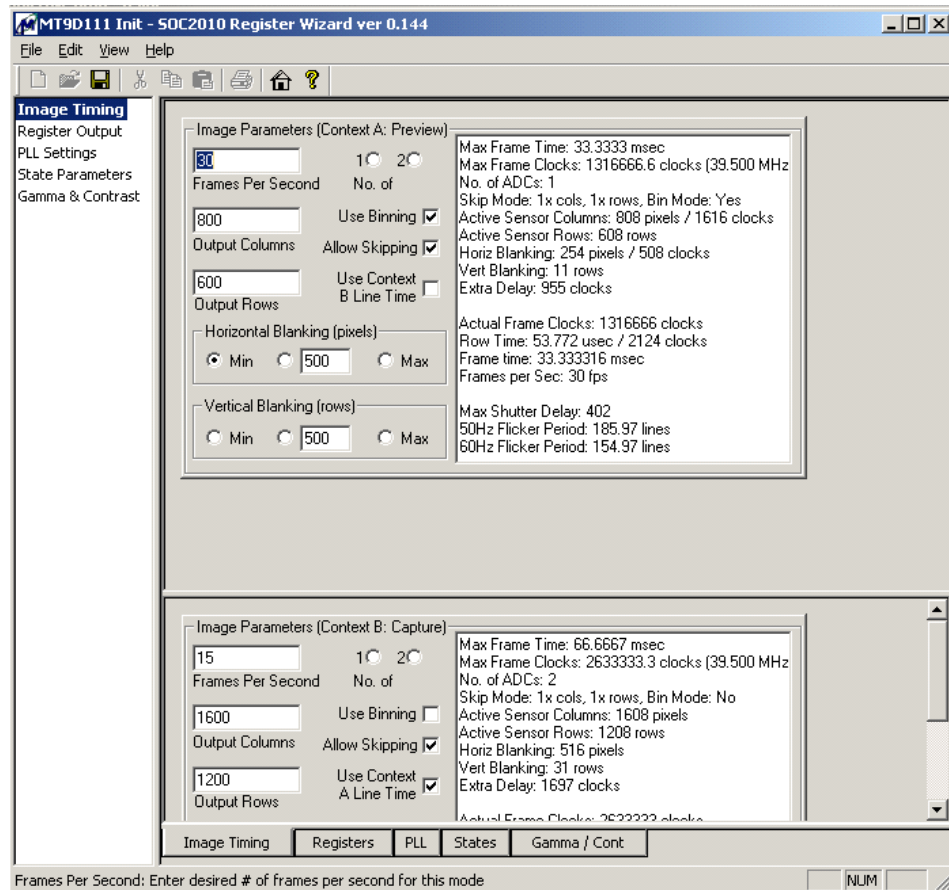 MT9D111 Init - SOC2010 Register Wizard ver 0.144
File Edit View Help
Image Timing
Register Output
PLL Settings
State Parameters
Gamma & Contrast
Image Parameters (Context A: Preview)
30
Frames Per Second
1 2
No. of
800
Output Columns
Use Binning
Allow Skipping
600
Output Rows
Use Context
B Line Time
Horizontal Blanking (pixels)
Min 500 Max
Vertical Blanking (rows)
Min 500 Max
Max Frame Time: 33.3333 msec
Max Frame Clocks: 1316666.6 clocks (39.500 MHz
No. of ADCs: 1
Skip Mode: 1x cols, 1x rows, Bin Mode: Yes
Active Sensor Columns: 808 pixels / 1616 clocks
Active Sensor Rows: 608 rows
Horiz Blanking: 254 pixels / 508 clocks
Vert Blanking: 11 rows
Extra Delay: 955 clocks
Actual Frame Clocks: 1316666 clocks
Row Time: 53.772 usec / 2124 clocks
Frame time: 33.333316 msec
Frames per Sec: 30 fps
Max Shutter Delay: 402
50Hz Flicker Period: 185.97 lines
60Hz Flicker Period: 154.97 lines
Image Parameters (Context B: Capture)
15
Frames Per Second
1 2
No. of
1600
Output Columns
Use Binning
Allow Skipping
1200
Output Rows
Use Context
A Line Time
Max Frame Time: 66.6667 msec
Max Frame Clocks: 2633333.3 clocks (39.500 MHz
No. of ADCs: 2
Skip Mode: 1x cols, 1x rows, Bin Mode: No
Active Sensor Columns: 1608 pixels
Active Sensor Rows: 1208 rows
Horiz Blanking: 516 pixels
Vert Blanking: 31 rows
Extra Delay: 1697 clocks
Actual Frame Clocks: 2633333 clocks
Image Timing Registers PLL States Gamma / Cont
Frames Per Second: Enter desired # of frames per second for this mode
NUM